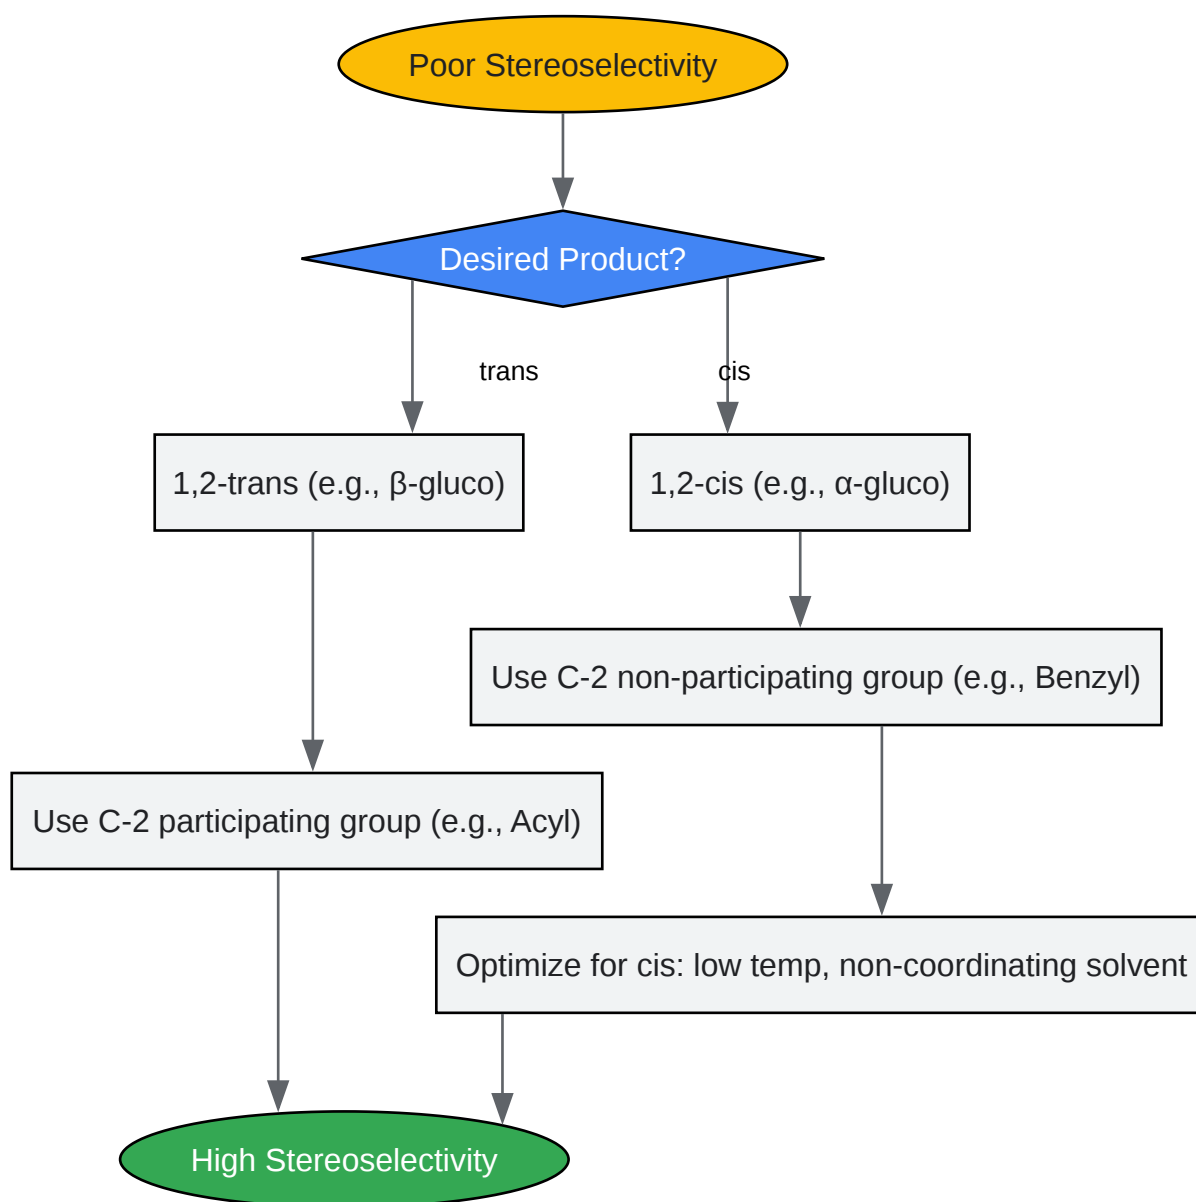 Poor Stereoselectivity
Desired Product?
trans
cis
1,2-trans (e.g., β-gluco)
1,2-cis (e.g., α-gluco)
Use C-2 non-participating group (e.g., Benzyl)
Use C-2 participating group (e.g., Acyl)
Optimize for cis: low temp, non-coordinating solvent
High Stereoselectivity